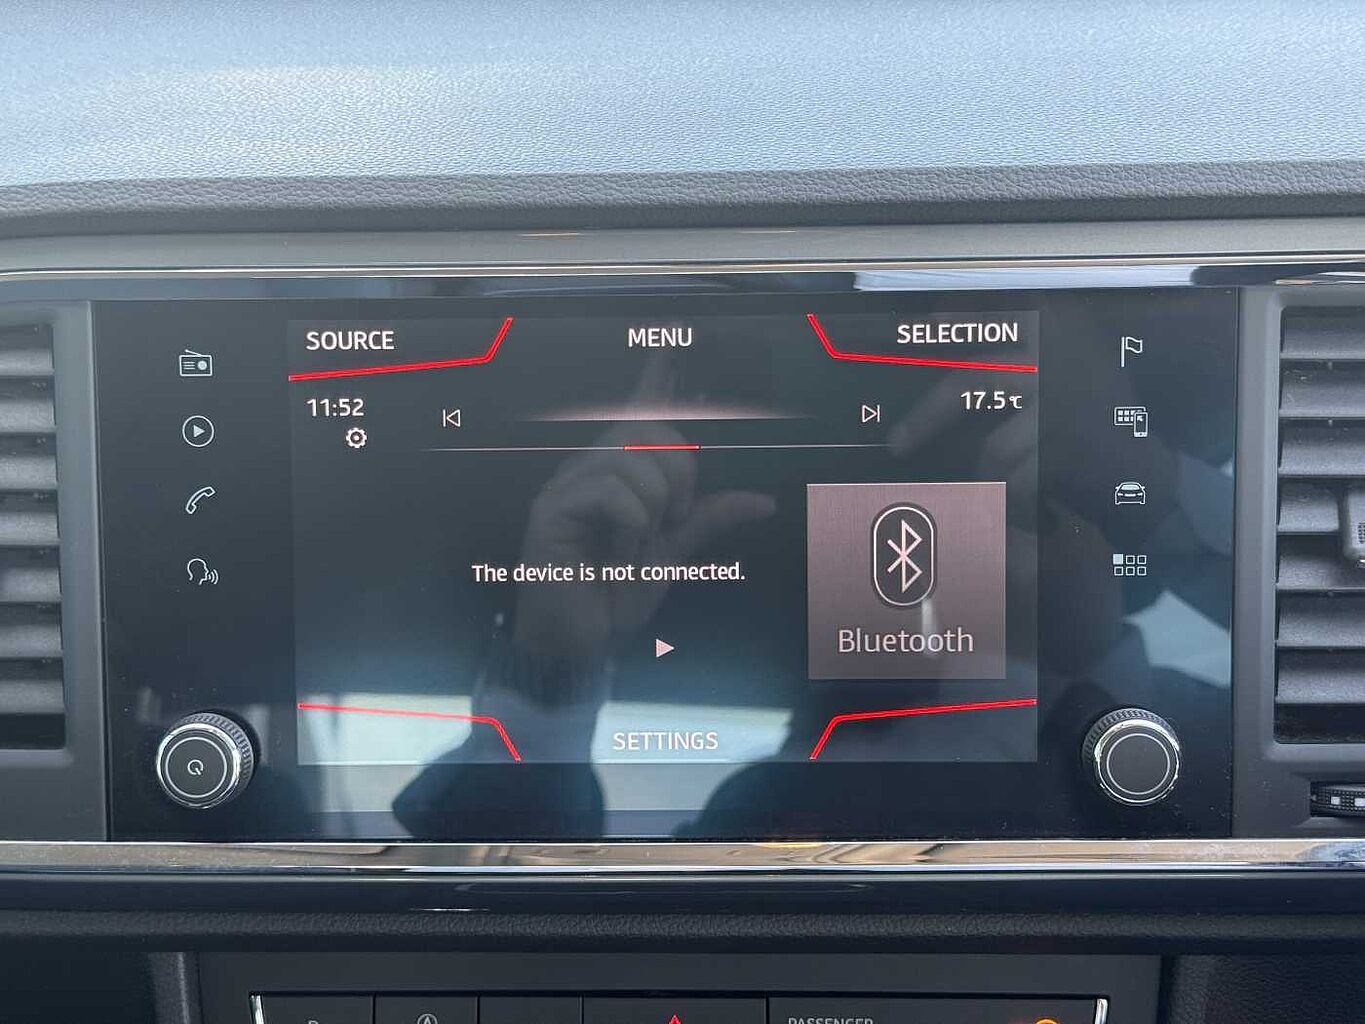 SOURCE
MENU
SELECTION
11:52
17.5℃
The device is not connected.
Bluetooth
SETTINGS
PASSENGER